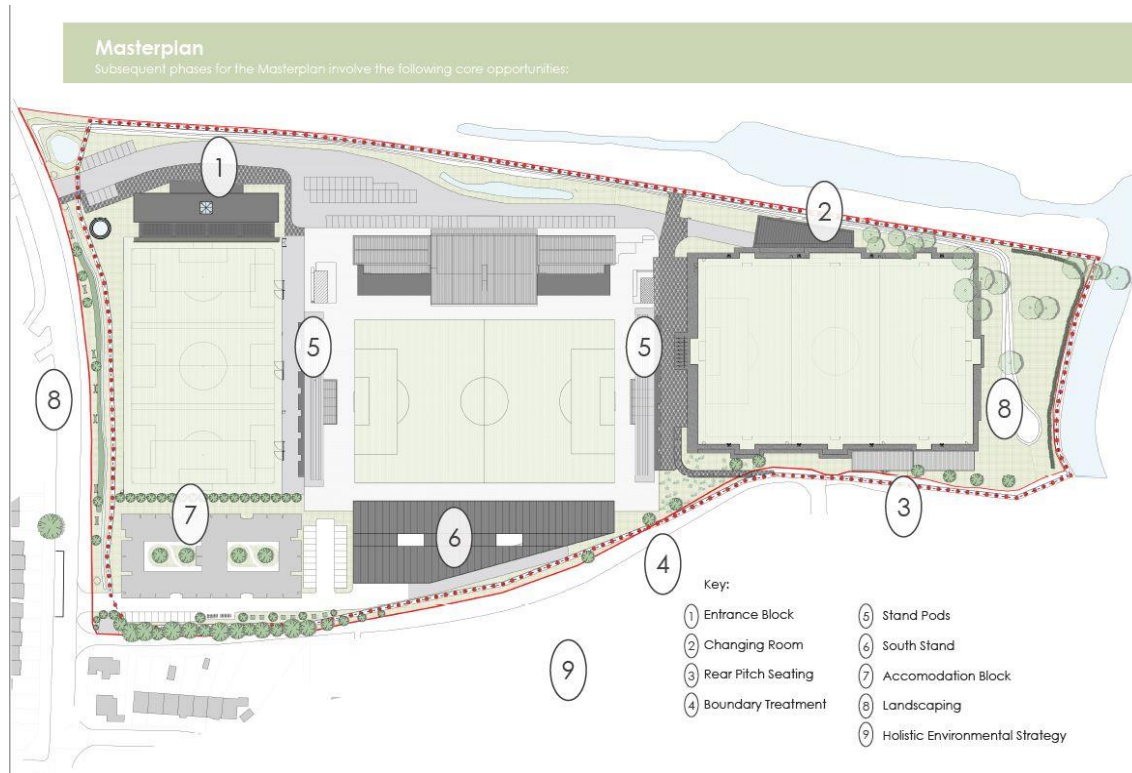 Masterplan
Subsequent phases for the Masterplan involve the following core opportunities:
1
2
5
5
8
8
7
6
3
4
9
Key:
1 Entrance Block
2 Changing Room
3 Rear Pitch Seating
4 Boundary Treatment
5 Stand Pods
6 South Stand
7 Accomodation Block
8 Landscaping
9 Holistic Environmental Strategy